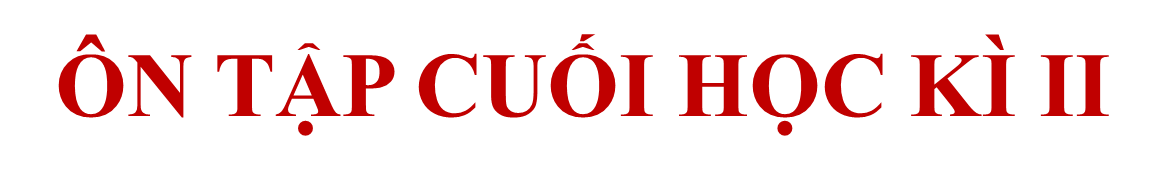 ÔN TẬP CUỐI HỌC KÌ II